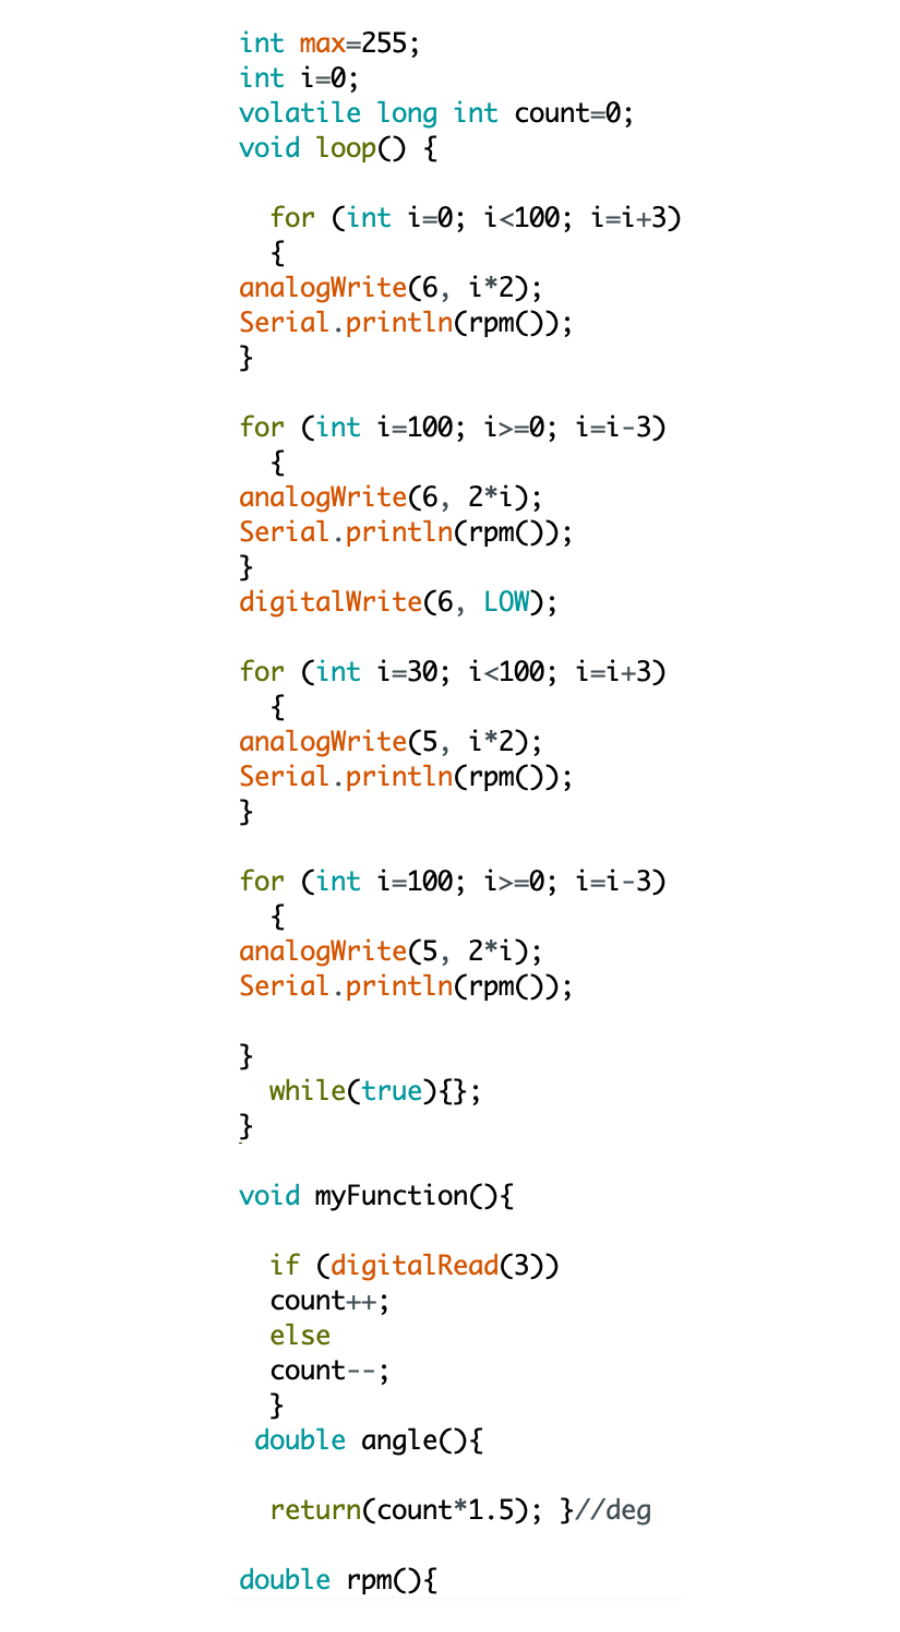 int max=255;
int i=0;
volatile long int count=0;
void loop() {
for (int i=0; i<100; i=i+3)
{
analogWrite(6, i*2);
Serial.println(rpm());
}
for (int i=100; i>=0; i=i-3)
{
analogWrite(6, 2*i);
Serial.println(rpm());
}
digitalWrite(6, LOW);
for (int i=30; i<100; i=i+3)
{
analogWrite(5, i*2);
Serial.println(rpm());
}
for (int i=100; i>=0; i=i-3)
{
analogWrite(5, 2*i);
Serial.println(rpm());
}
while(true){};
}
void myFunction(){
if (digitalRead(3))
count++;
else
count--;
}
double angle(){
return(count*1.5); }//deg
double rpm(){